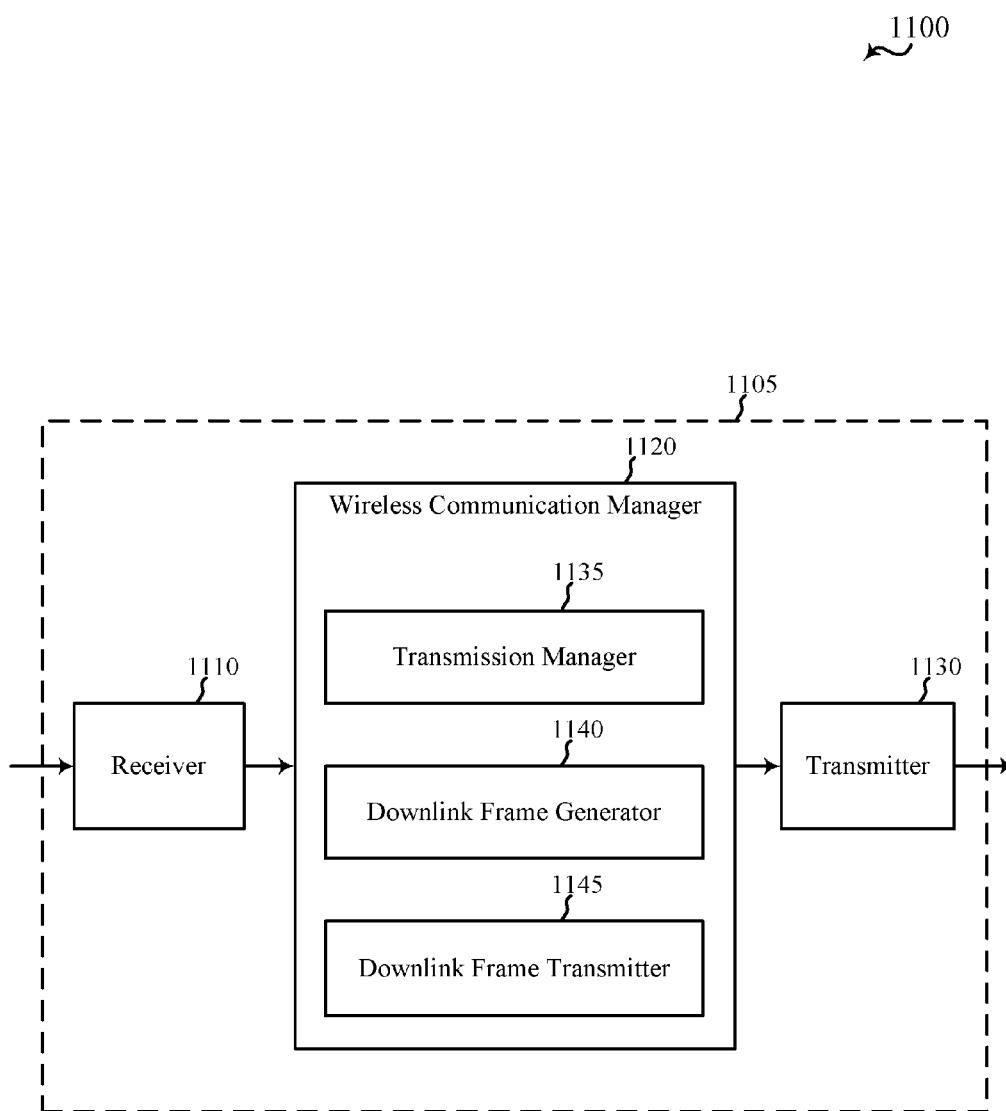 1100
1105
1120
Wireless Communication Manager
1135
Transmission Manager
1110
Receiver
1130
Transmitter
1140
Downlink Frame Generator
1145
Downlink Frame Transmitter